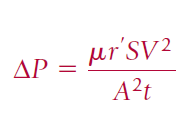 ΔP = μr'SV² / A²t